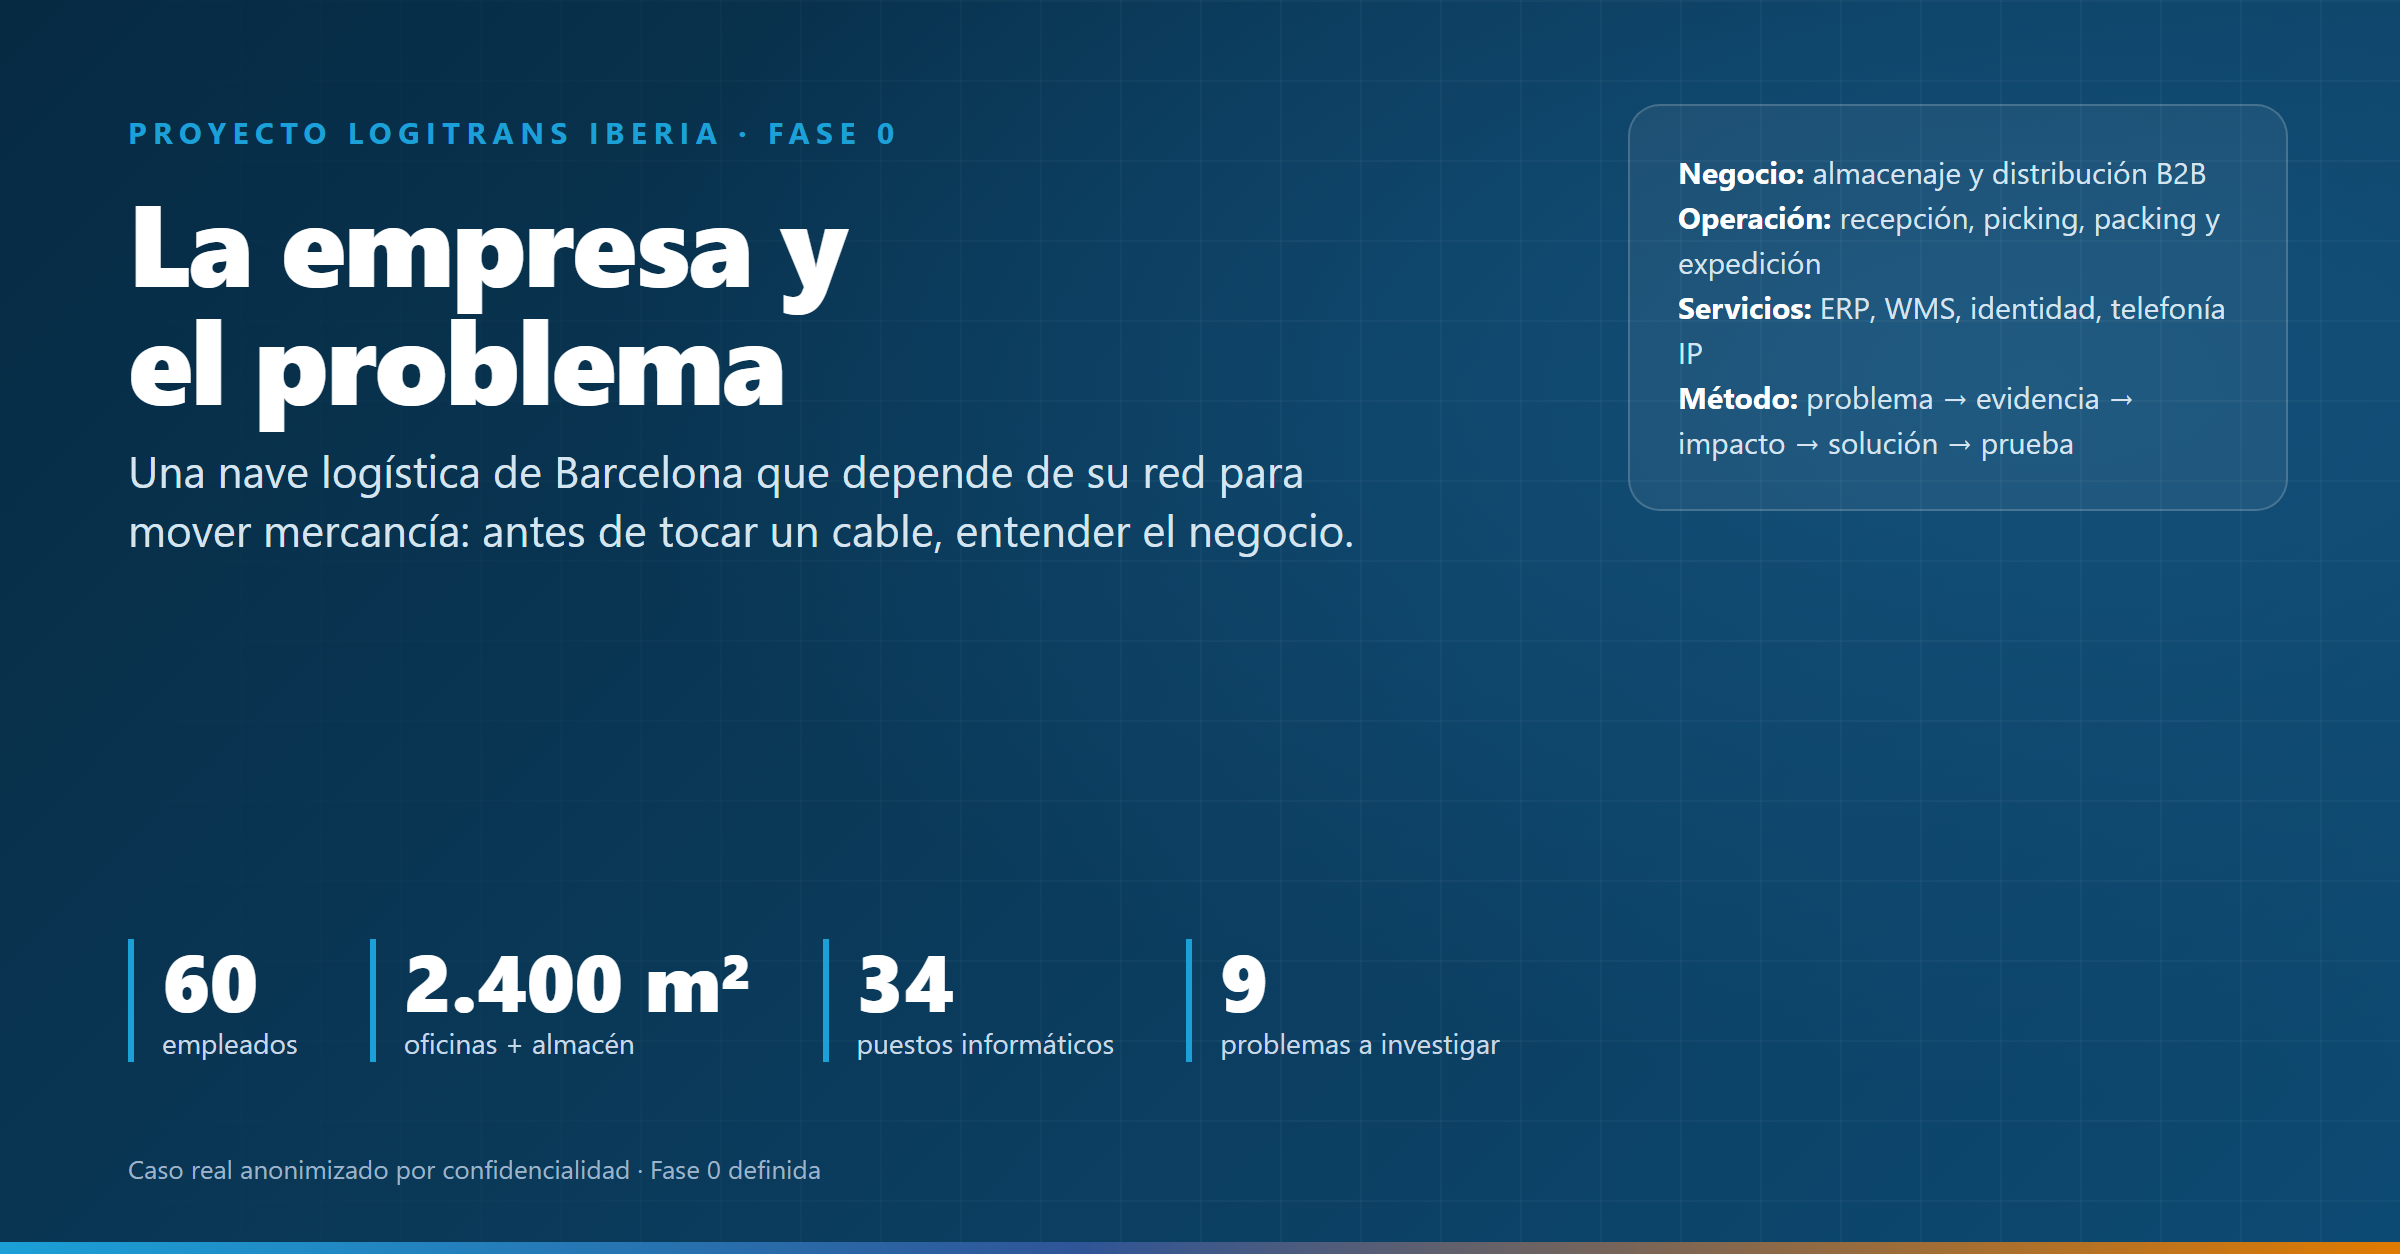 PROYECTO LOGITRANS IBERIA · FASE 0
La empresa y
el problema
Una nave logística de Barcelona que depende de su red para
mover mercancía: antes de tocar un cable, entender el negocio.
Negocio: almacenaje y distribución B2B
Operación: recepción, picking, packing y
expedición
Servicios: ERP, WMS, identidad, telefonía
IP
Método: problema → evidencia →
impacto → solución → prueba
60
empleados
2.400 m²
oficinas + almacén
34
puestos informáticos
9
problemas a investigar
Caso real anonimizado por confidencialidad · Fase 0 definida